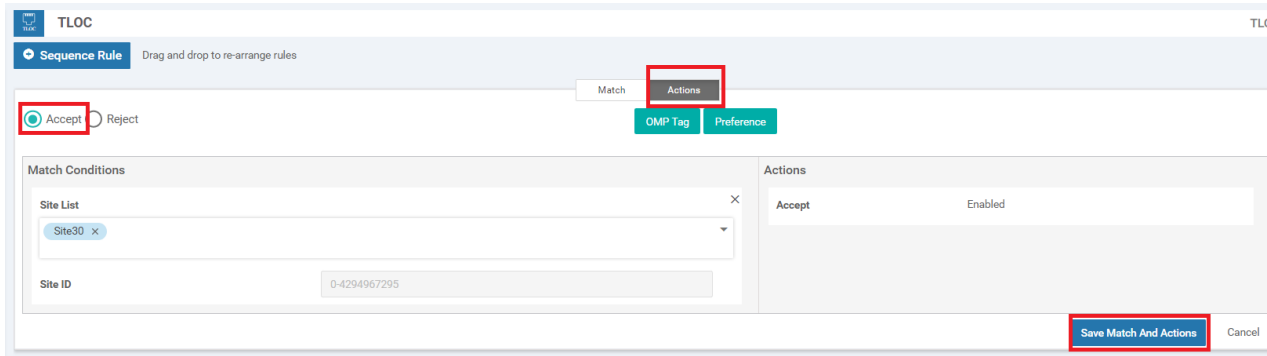 TLOC
TLOC
TLO
Sequence Rule
Drag and drop to re-arrange rules
Match
Actions
Accept
Reject
OMP Tag
Preference
Match Conditions
Actions
Site List
×
Site30 ×
Accept
Enabled
Site ID
0-4294967295
Save Match And Actions
Cancel